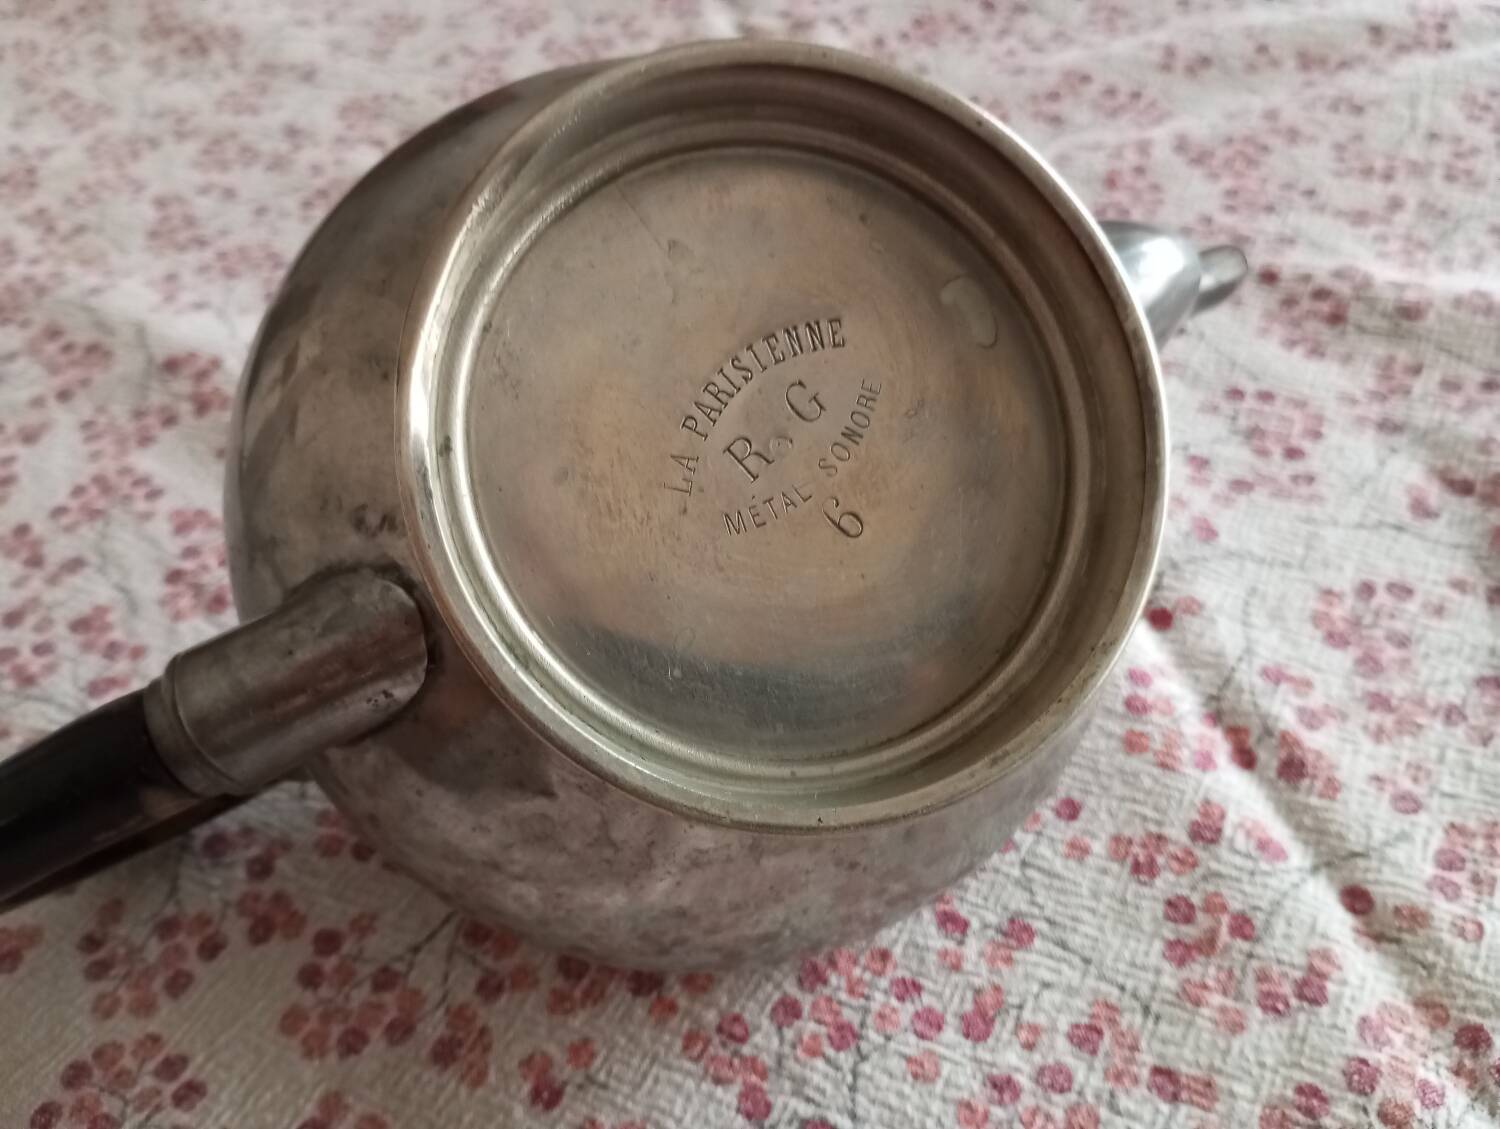 LA PARISIENNE
R G
MÉTAL SONORE
6